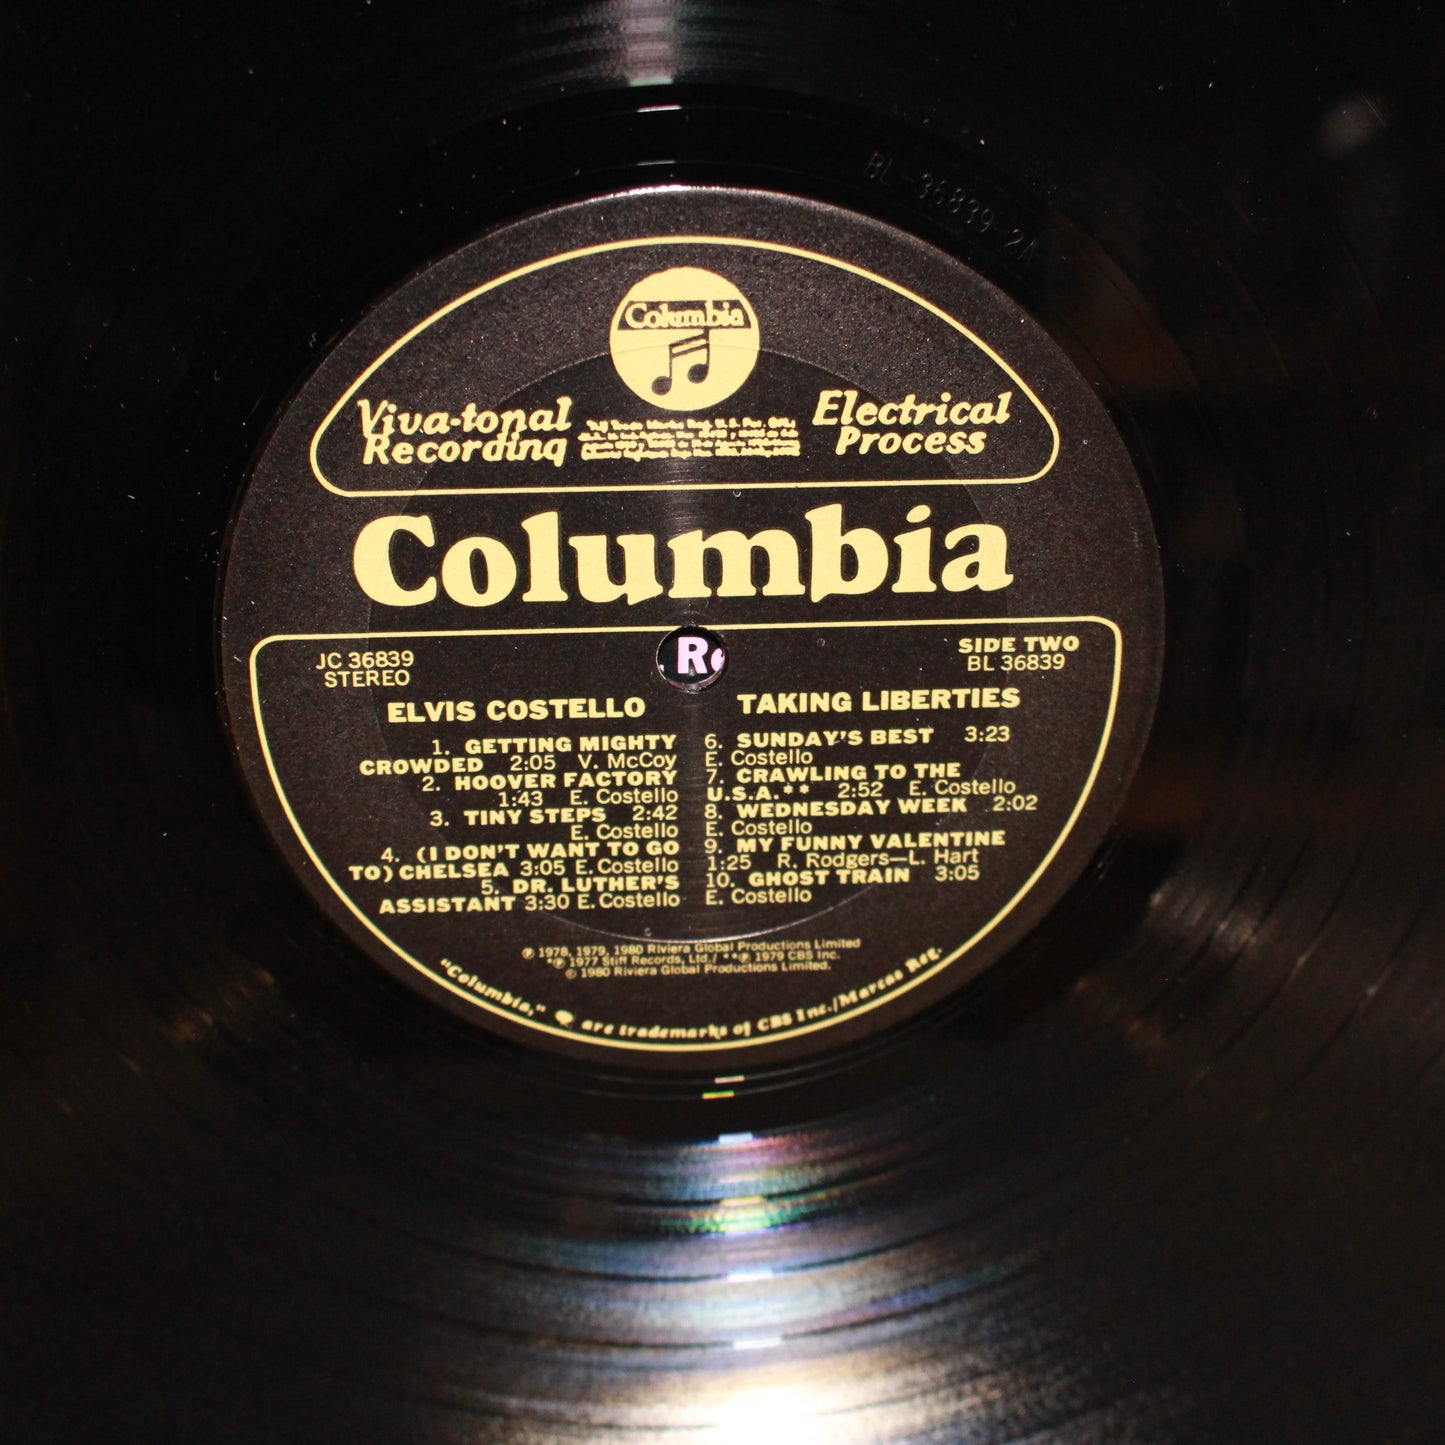 BL-36839-2A
Columbia
Viva-tonal
Recording
Electrical
Process
Columbia
JC 36839
STEREO
SIDE TWO
BL 36839
ELVIS COSTELLO
1. GETTING MIGHTY
CROWDED 2:05 V. McCoy
2. HOOVER FACTORY
1:43 E. Costello
3. TINY STEPS 2:42
E. Costello
4. (I DON'T WANT TO GO
TO) CHELSEA 3:05 E. Costello
5. DR. LUTHER'S
ASSISTANT 3:30 E. Costello
TAKING LIBERTIES
6. SUNDAY'S BEST 3:23
E. Costello
7. CRAWLING TO THE
U.S.A.** 2:52 E. Costello
8. WEDNESDAY WEEK 2:02
E. Costello
9. MY FUNNY VALENTINE
1:25 R. Rodgers—L. Hart
10. GHOST TRAIN 3:05
E. Costello
℗ 1978, 1979, 1980 Riviera Global Productions Limited
*℗ 1977 Stiff Records, Ltd./ **℗ 1979 CBS Inc.
© 1980 Riviera Global Productions Limited.
"Columbia," are trademarks of CBS Inc./Marcas Reg.